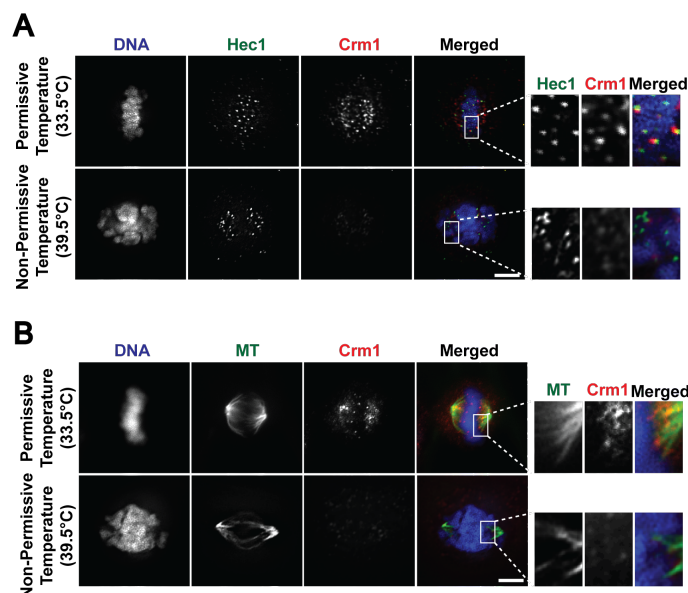 A
DNA Hec1 Crm1 Merged
Permissive
Temperature
(33.5°C)
Hec1 Crm1 Merged
Non-Permissive
Temperature
(39.5°C)
B
DNA MT Crm1 Merged
Permissive
Temperature
(33.5°C)
MT Crm1 Merged
Non-Permissive
Temperature
(39.5°C)